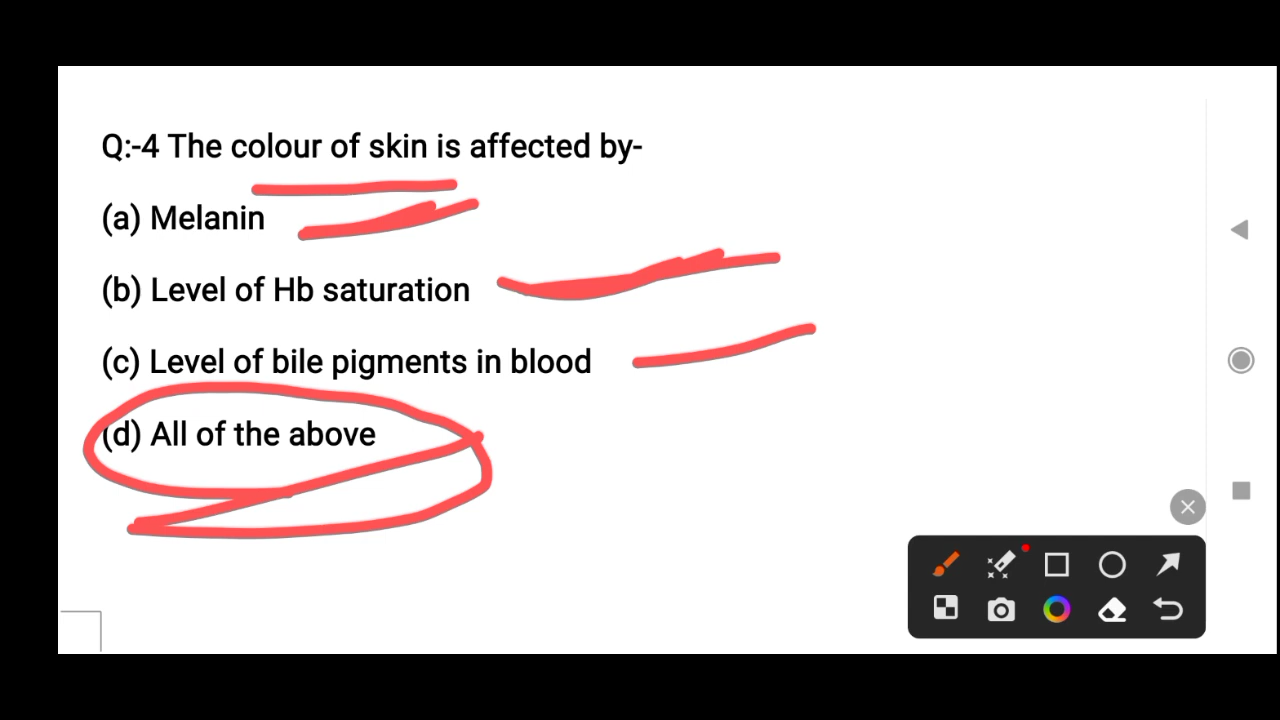 Q:-4 The colour of skin is affected by-
(a) Melanin
(b) Level of Hb saturation
(c) Level of bile pigments in blood
(d) All of the above